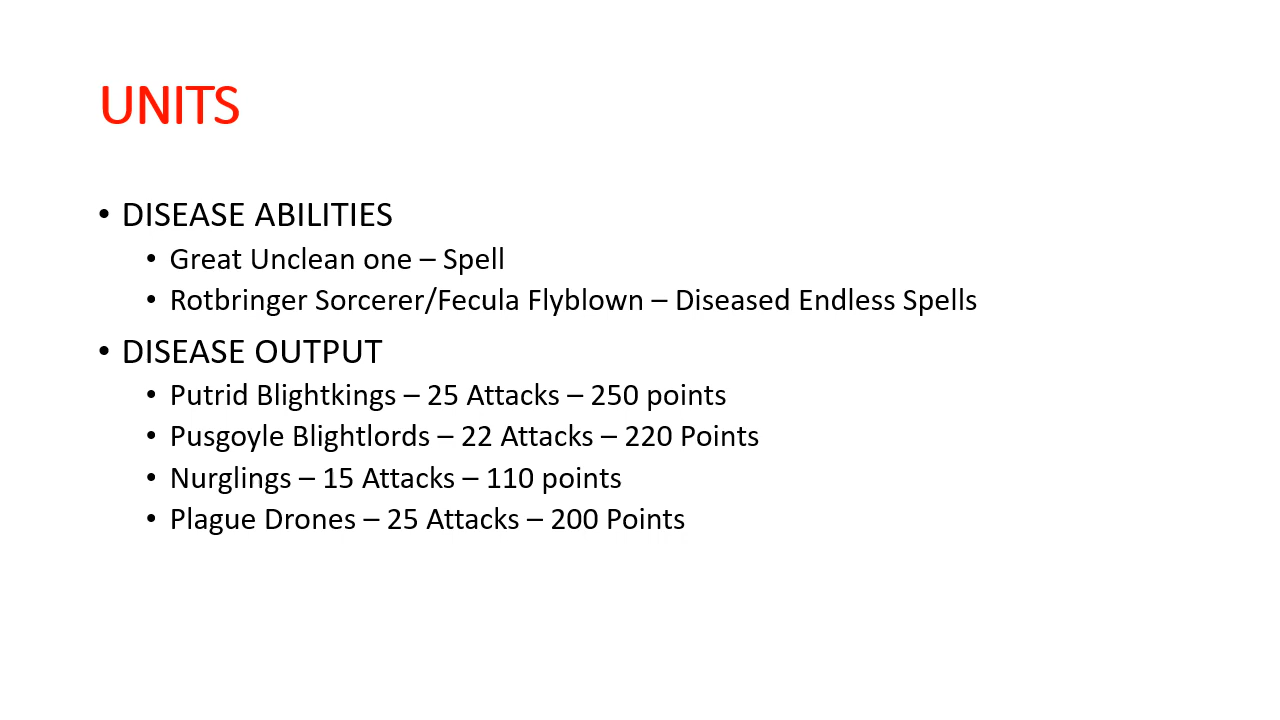 UNITS
• DISEASE ABILITIES
• Great Unclean one – Spell
• Rotbringer Sorcerer/Fecula Flyblown – Diseased Endless Spells
• DISEASE OUTPUT
• Putrid Blightkings – 25 Attacks – 250 points
• Pusgoyle Blightlords – 22 Attacks – 220 Points
• Nurglings – 15 Attacks – 110 points
• Plague Drones – 25 Attacks – 200 Points